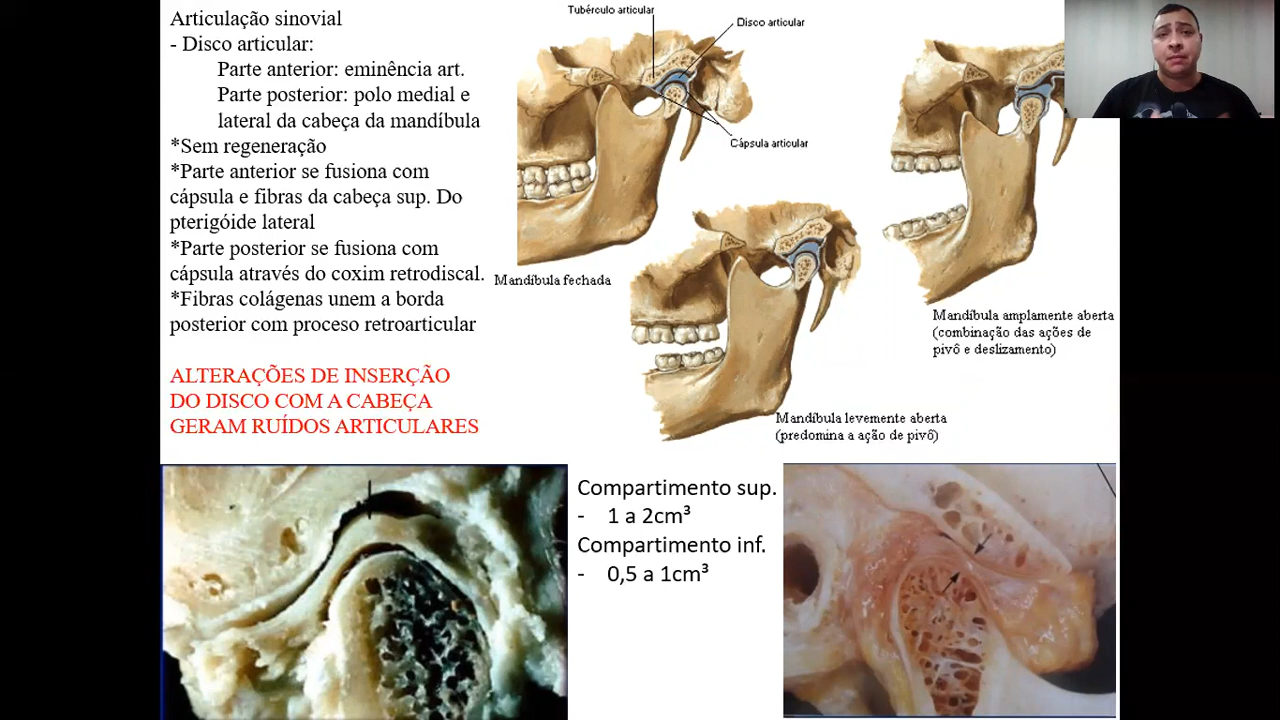 Articulação sinovial
- Disco articular:
Parte anterior: eminência art.
Parte posterior: polo medial e
lateral da cabeça da mandíbula
*Sem regeneração
*Parte anterior se fusiona com
cápsula e fibras da cabeça sup. Do
pterigóide lateral
*Parte posterior se fusiona com
cápsula através do coxim retrodiscal.
*Fibras colágenas unem a borda
posterior com proceso retroarticular
ALTERAÇÕES DE INSERÇÃO
DO DISCO COM A CABEÇA
GERAM RUÍDOS ARTICULARES
Tubérculo articular
Disco articular
Cápsula articular
Mandíbula fechada
Mandíbula levemente aberta
(predomina a ação de pivô)
Mandíbula amplamente aberta
(combinação das ações de
pivô e deslizamento)
Compartimento sup.
- 1 a 2cm³
Compartimento inf.
- 0,5 a 1cm³